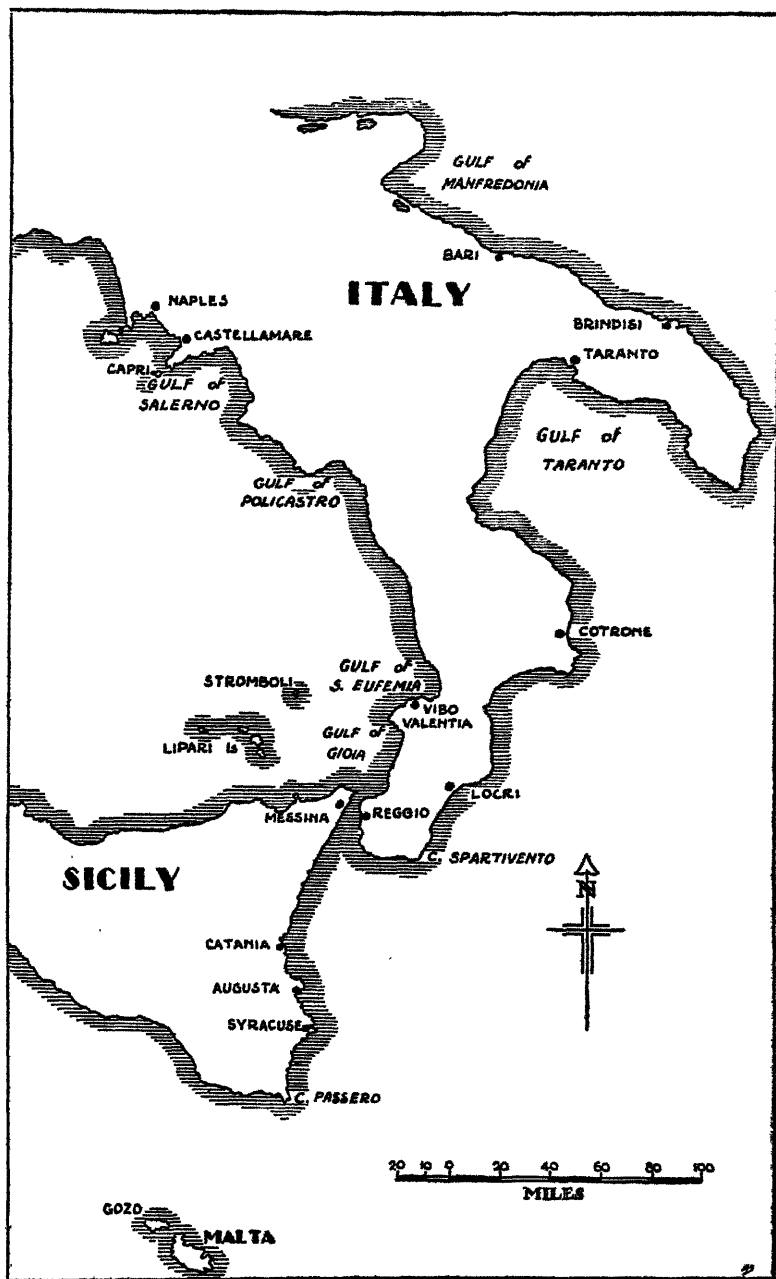 GULF of
MANFREDONIA
BARI
ITALY
NAPLES
BRINDISI
CASTELLAMARE
TARANTO
CAPRI
GULF of
SALERNO
GULF of
TARANTO
GULF of
POLICASTRO
COTRONE
GULF of
S. EUFEMIA
STROMBOLI
VIBO
VALENTIA
GULF of
GIOIA
LIPARI Is
LOCRI
MESSINA
REGGIO
C. SPARTIVENTO
SICILY
N
CATANIA
AUGUSTA
SYRACUSE
C. PASSERO
20 10 0 20 40 60 80 100
MILES
GOZO
MALTA